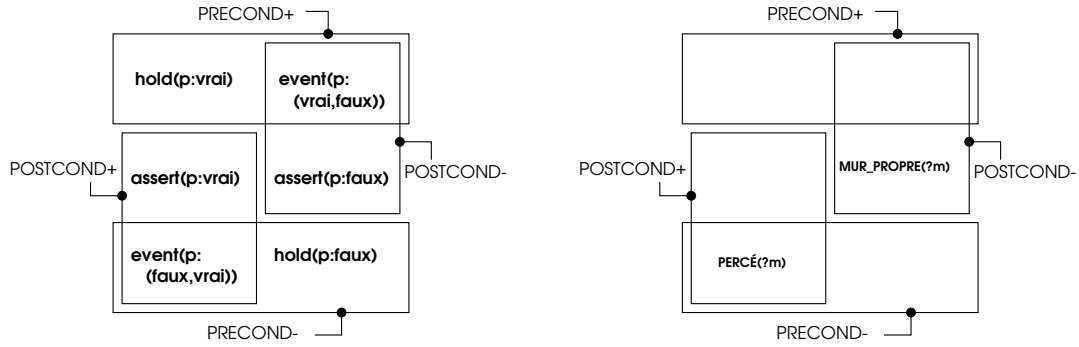 PRECOND+
hold(p:vrai)
event(p:
(vrai,faux))
POSTCOND+
assert(p:vrai)
assert(p:faux)
POSTCOND-
event(p:
(faux,vrai))
hold(p:faux)
PRECOND-
PRECOND+
POSTCOND+
MUR_PROPRE(?m)
POSTCOND-
PERCÉ(?m)
PRECOND-